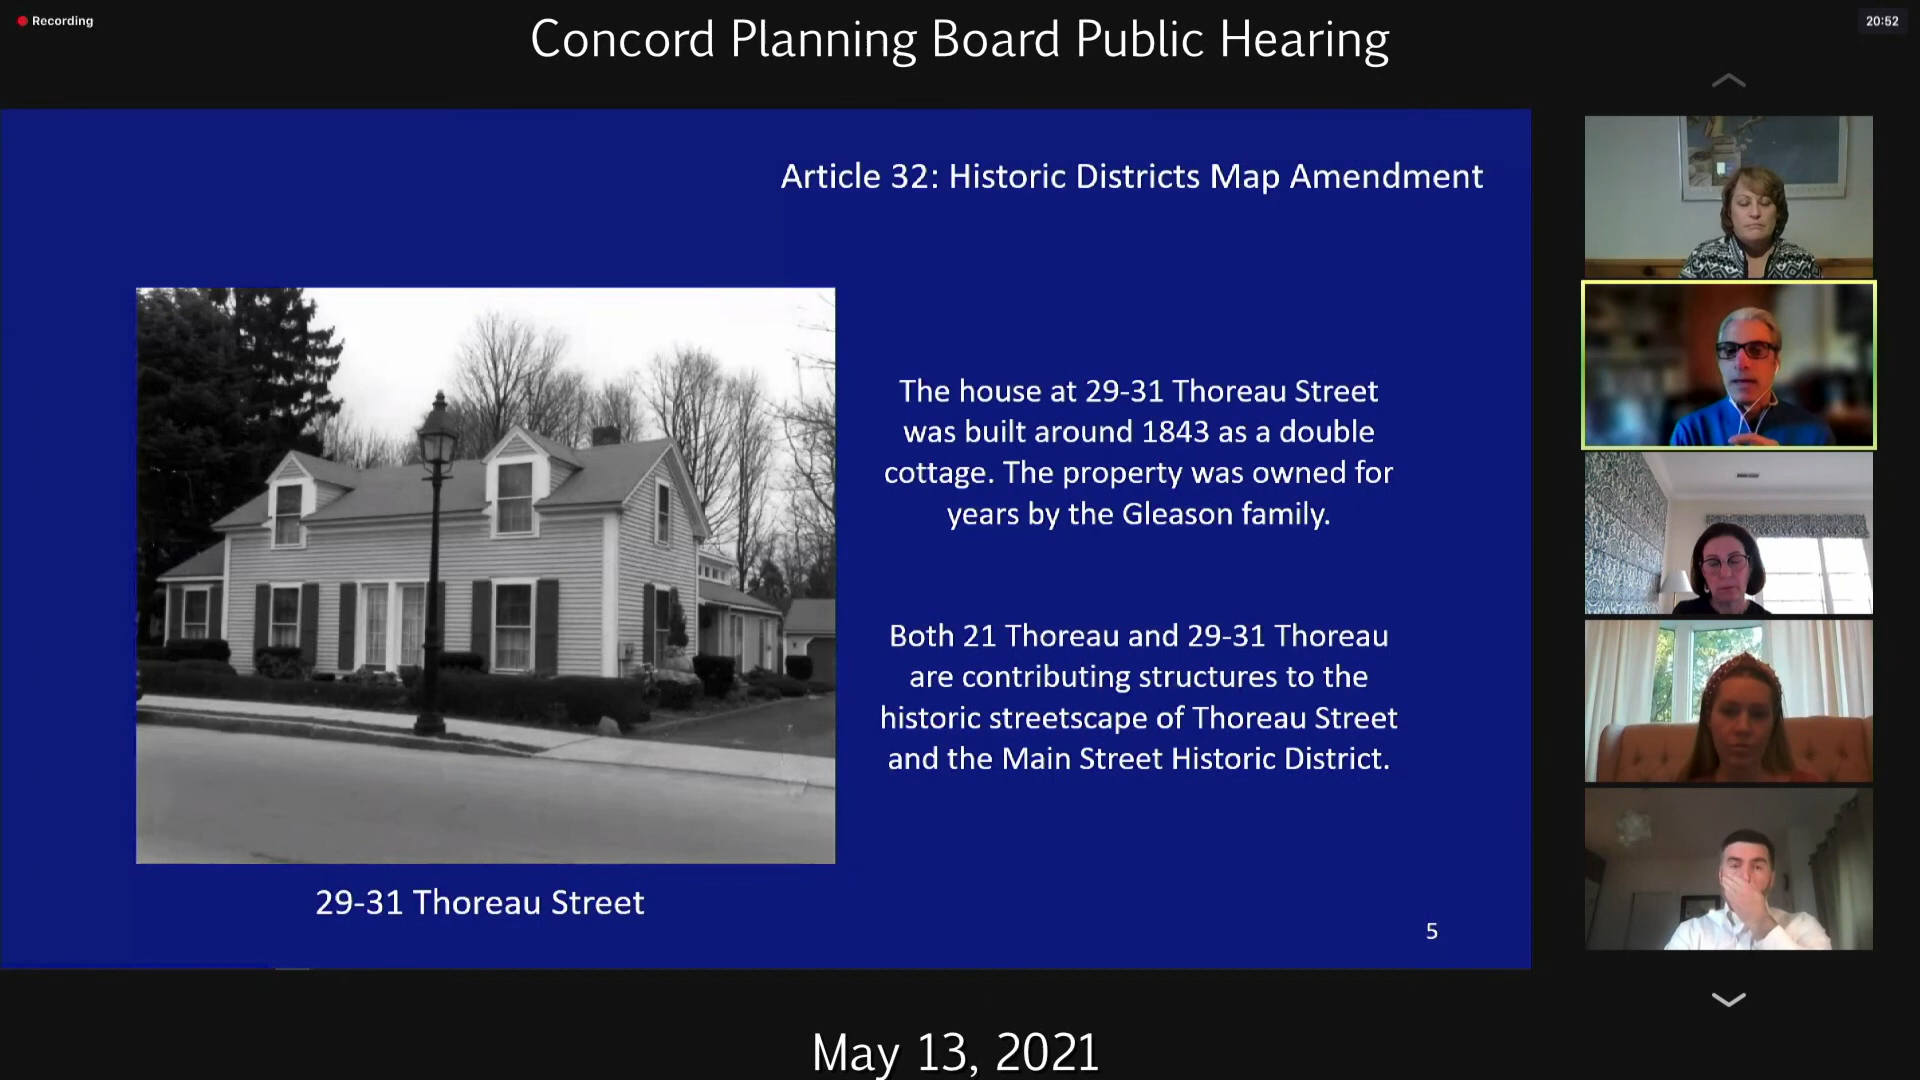 Recording
Concord Planning Board Public Hearing
20:52
Article 32: Historic Districts Map Amendment
The house at 29-31 Thoreau Street
was built around 1843 as a double
cottage. The property was owned for
years by the Gleason family.
Both 21 Thoreau and 29-31 Thoreau
are contributing structures to the
historic streetscape of Thoreau Street
and the Main Street Historic District.
29-31 Thoreau Street
5
May 13, 2021